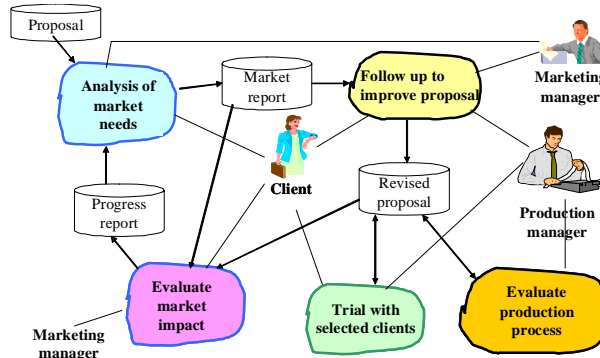 Proposal
Analysis of
market
needs
Market
report
Follow up to
improve proposal
Marketing
manager
Client
Progress
report
Revised
proposal
Production
manager
Evaluate
market
impact
Trial with
selected clients
Evaluate
production
process
Marketing
manager